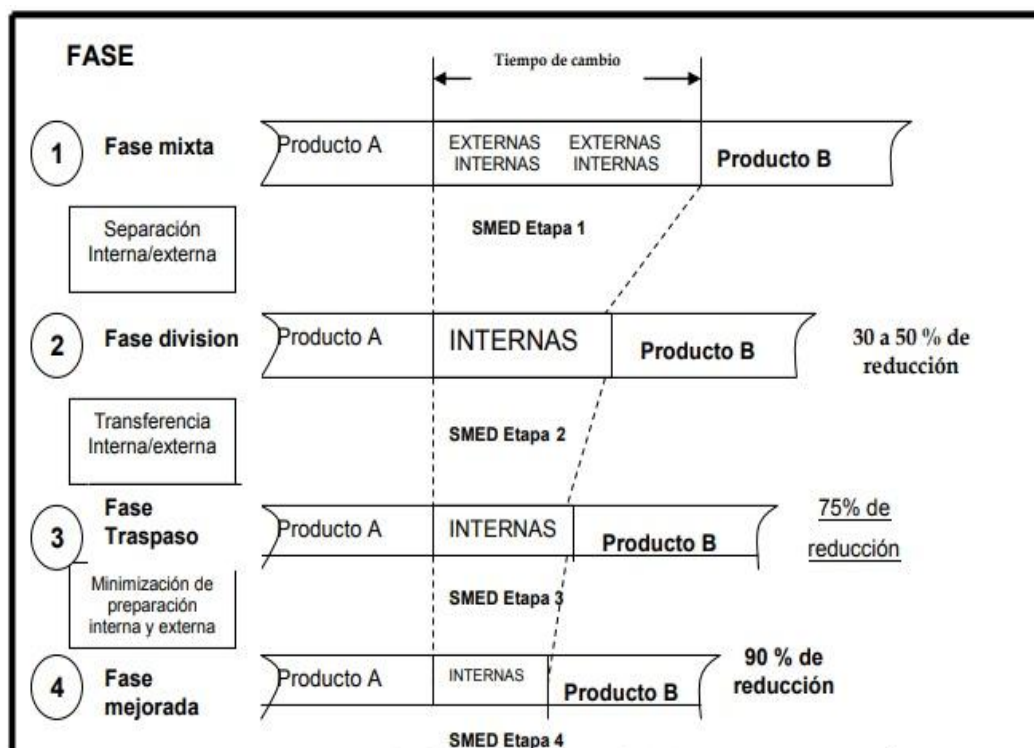 FASE
Tiempo de cambio
1
Fase mixta
Producto A
EXTERNAS EXTERNAS
INTERNAS INTERNAS
Producto B
Separación
Interna/externa
SMED Etapa 1
2
Fase division
Producto A
INTERNAS
Producto B
30 a 50 % de
reducción
Transferencia
Interna/externa
SMED Etapa 2
3
Fase
Traspaso
Producto A
INTERNAS
Producto B
75% de
reducción
Minimización de
preparación
interna y externa
SMED Etapa 3
4
Fase
mejorada
Producto A
INTERNAS
Producto B
90 % de
reducción
SMED Etapa 4